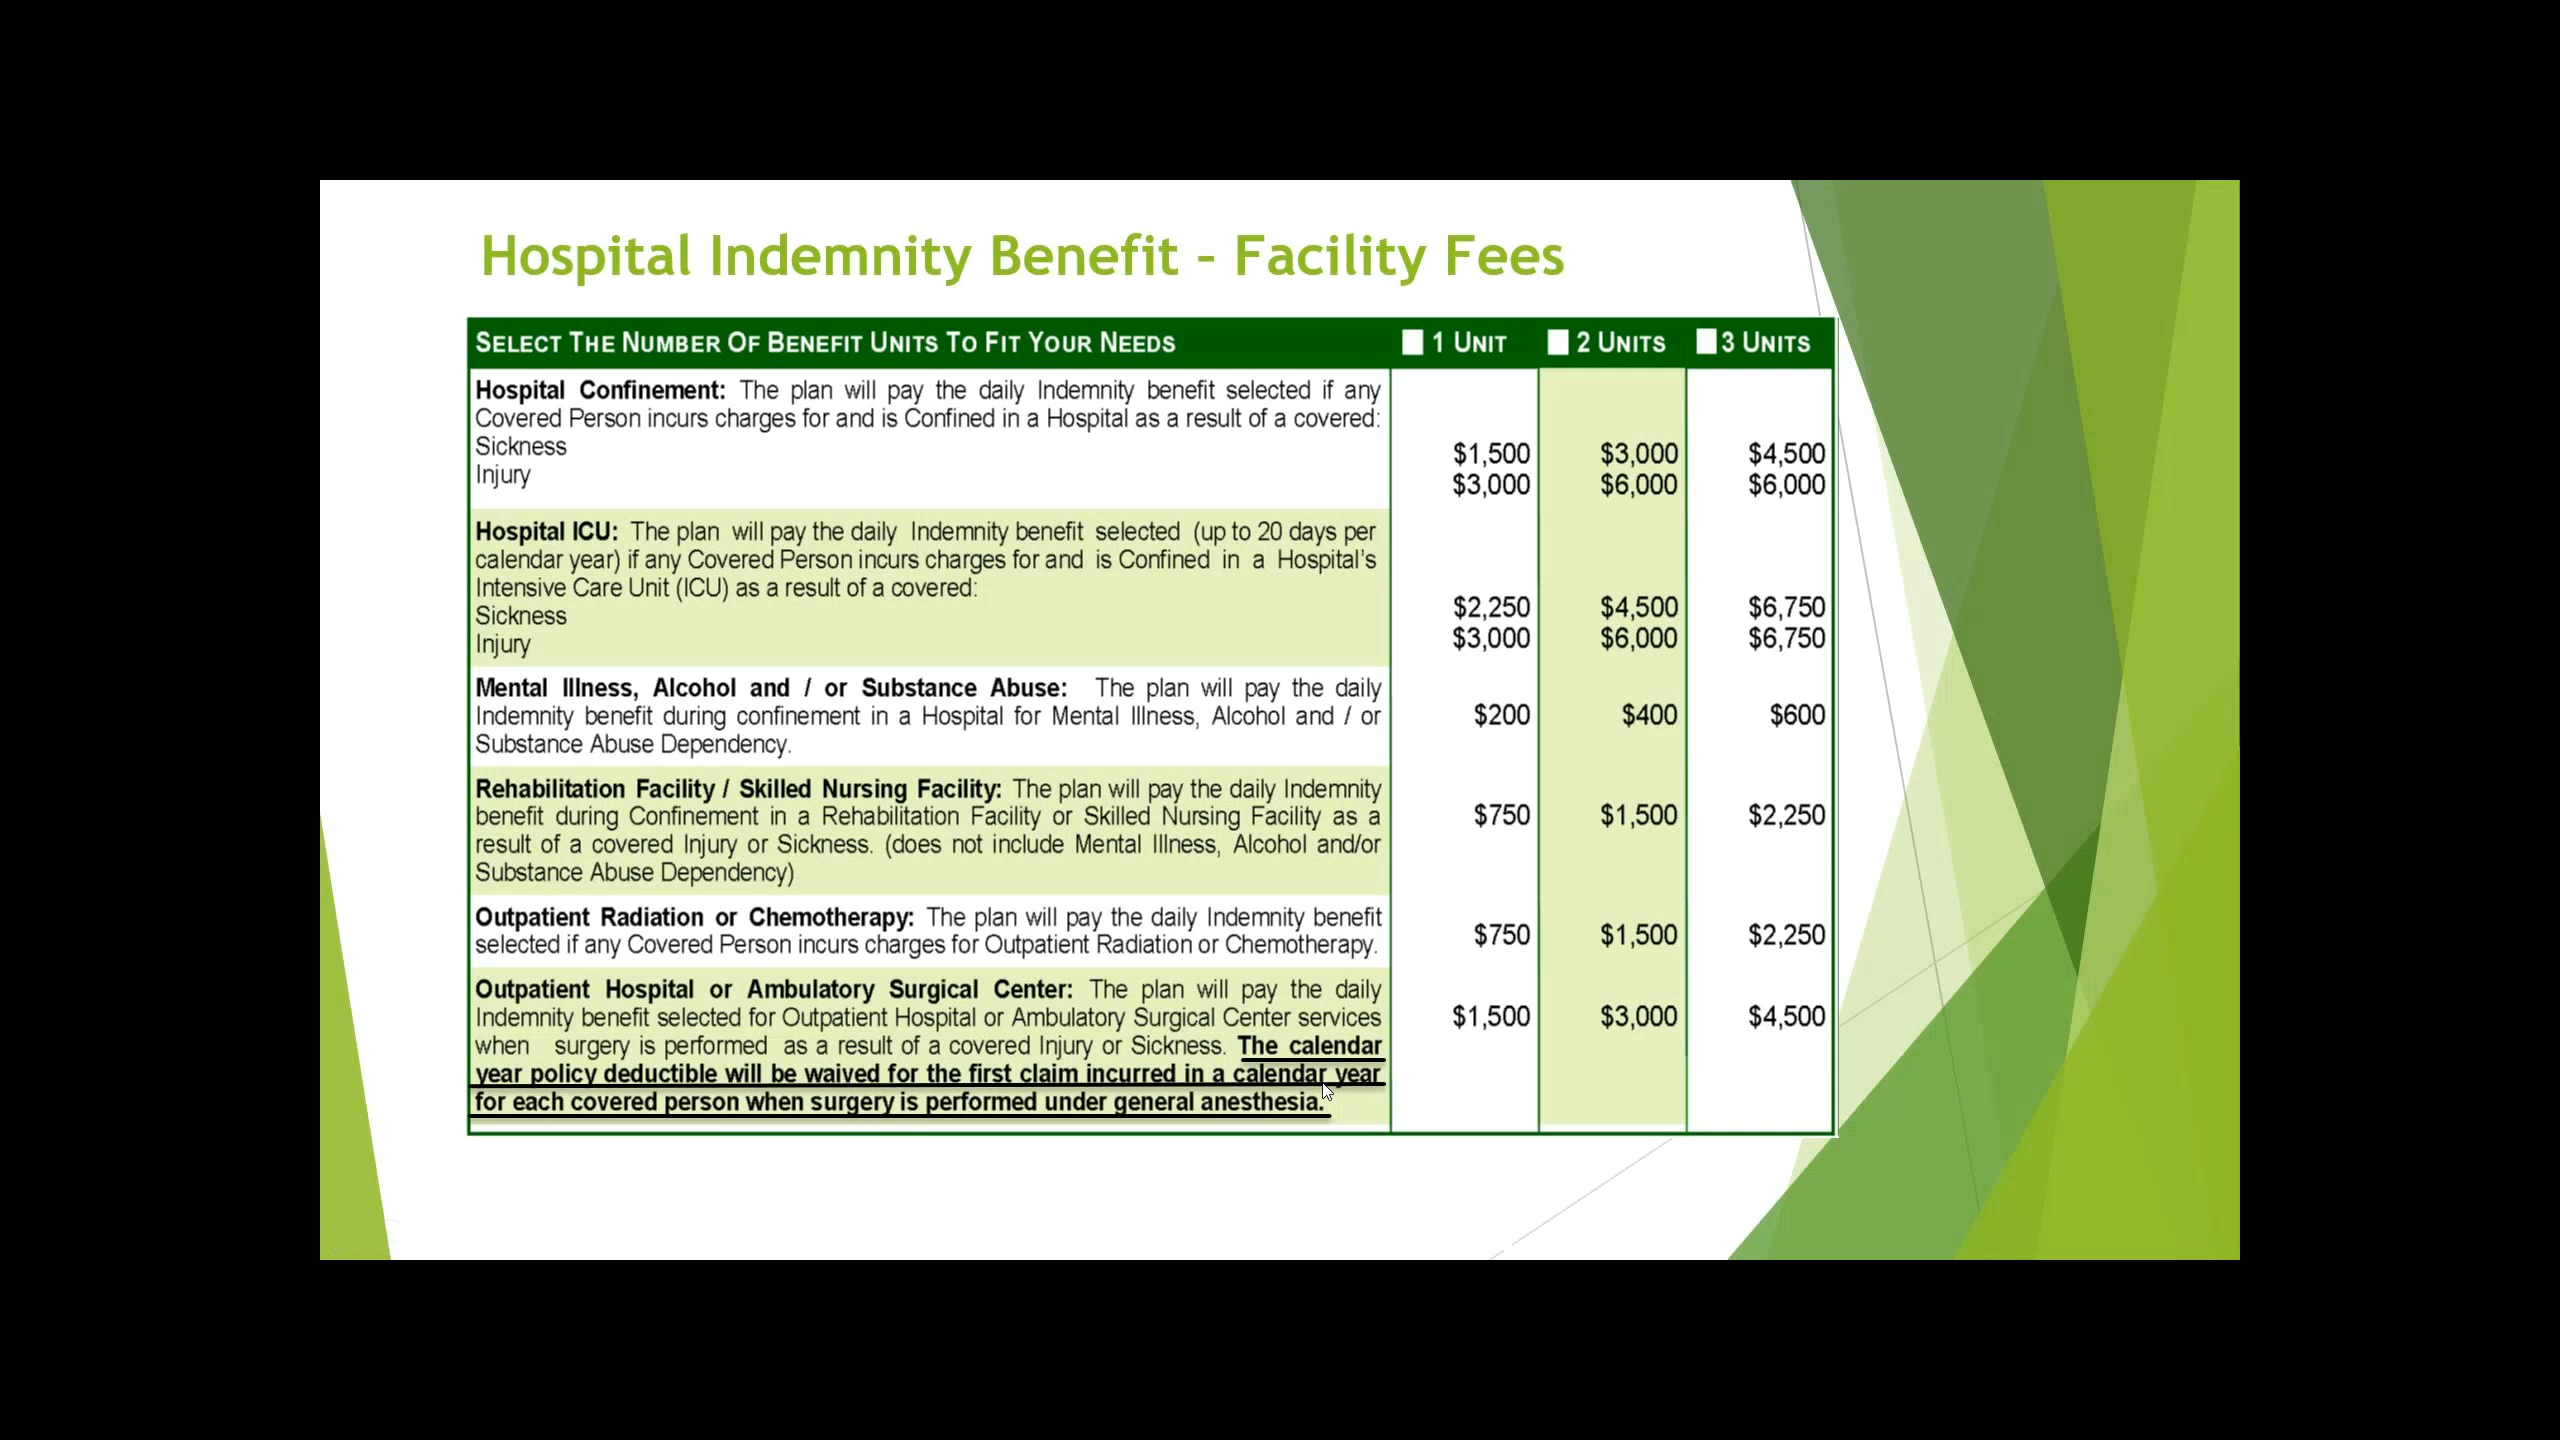 Hospital Indemnity Benefit – Facility Fees
SELECT THE NUMBER OF BENEFIT UNITS TO FIT YOUR NEEDS 1 UNIT 2 UNITS 3 UNITS
Hospital Confinement: The plan will pay the daily Indemnity benefit selected if any
Covered Person incurs charges for and is Confined in a Hospital as a result of a covered:
Sickness $1,500 $3,000 $4,500
Injury $3,000 $6,000 $6,000
Hospital ICU: The plan will pay the daily Indemnity benefit selected (up to 20 days per
calendar year) if any Covered Person incurs charges for and is Confined in a Hospital's
Intensive Care Unit (ICU) as a result of a covered:
Sickness $2,250 $4,500 $6,750
Injury $3,000 $6,000 $6,750
Mental Illness, Alcohol and / or Substance Abuse: The plan will pay the daily
Indemnity benefit during confinement in a Hospital for Mental Illness, Alcohol and / or $200 $400 $600
Substance Abuse Dependency.
Rehabilitation Facility / Skilled Nursing Facility: The plan will pay the daily Indemnity
benefit during Confinement in a Rehabilitation Facility or Skilled Nursing Facility as a $750 $1,500 $2,250
result of a covered Injury or Sickness. (does not include Mental Illness, Alcohol and/or
Substance Abuse Dependency)
Outpatient Radiation or Chemotherapy: The plan will pay the daily Indemnity benefit
selected if any Covered Person incurs charges for Outpatient Radiation or Chemotherapy. $750 $1,500 $2,250
Outpatient Hospital or Ambulatory Surgical Center: The plan will pay the daily
Indemnity benefit selected for Outpatient Hospital or Ambulatory Surgical Center services $1,500 $3,000 $4,500
when surgery is performed as a result of a covered Injury or Sickness. The calendar
year policy deductible will be waived for the first claim incurred in a calendar year
for each covered person when surgery is performed under general anesthesia.